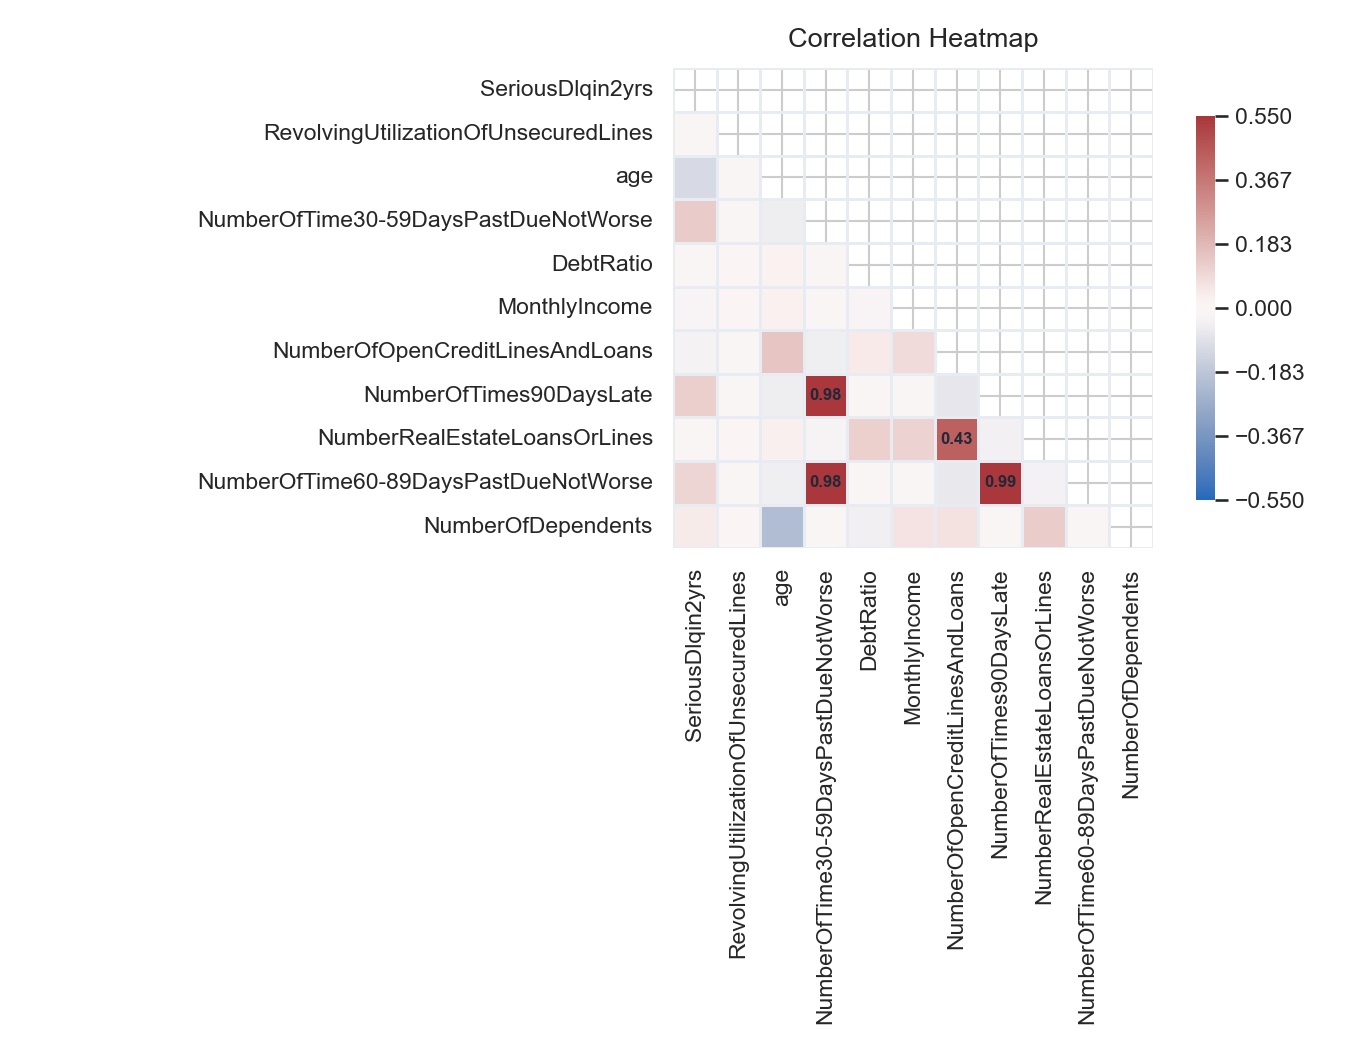 Correlation Heatmap
SeriousDlqin2yrs
RevolvingUtilizationOfUnsecuredLines
age
NumberOfTime30-59DaysPastDueNotWorse
DebtRatio
MonthlyIncome
NumberOfOpenCreditLinesAndLoans
NumberOfTimes90DaysLate
0.98
NumberRealEstateLoansOrLines
0.43
NumberOfTime60-89DaysPastDueNotWorse
0.98
0.99
NumberOfDependents
0.550
0.367
0.183
0.000
−0.183
−0.367
−0.550
SeriousDlqin2yrs
RevolvingUtilizationOfUnsecuredLines
age
NumberOfTime30-59DaysPastDueNotWorse
DebtRatio
MonthlyIncome
NumberOfOpenCreditLinesAndLoans
NumberOfTimes90DaysLate
NumberRealEstateLoansOrLines
NumberOfTime60-89DaysPastDueNotWorse
NumberOfDependents